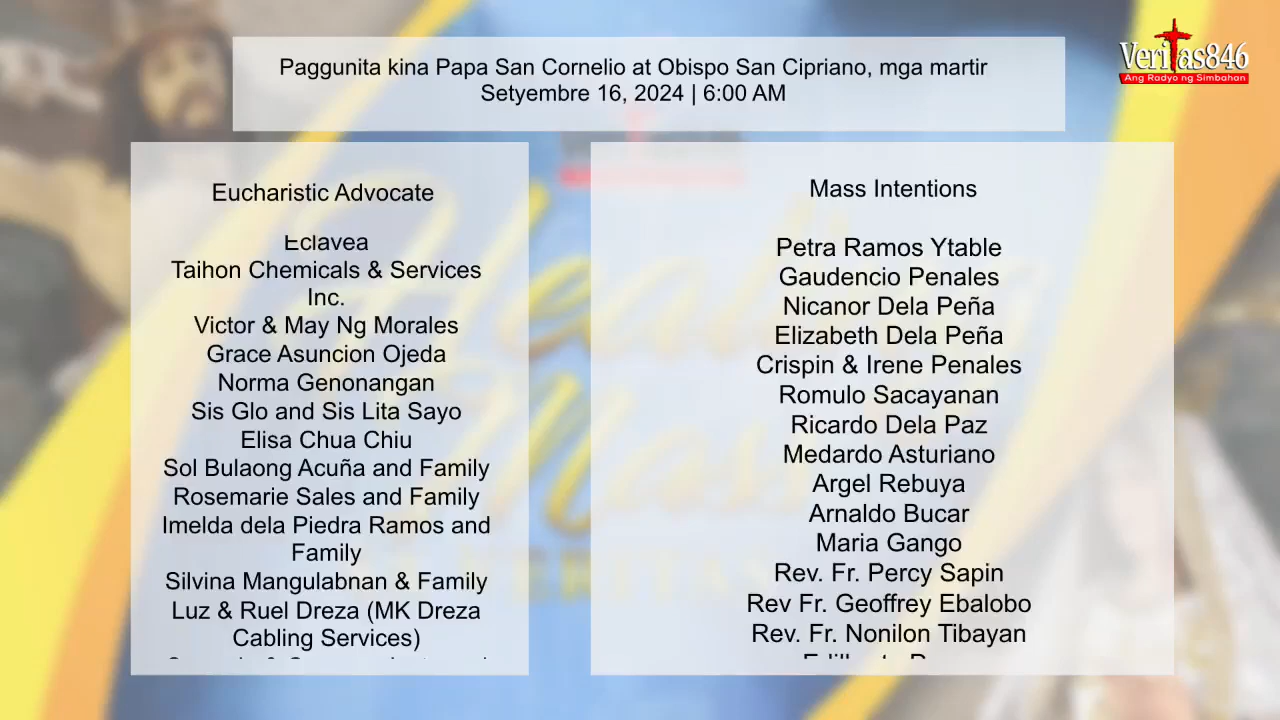 Paggunita kina Papa San Cornelio at Obispo San Cipriano, mga martir
Setyembre 16, 2024 | 6:00 AM
Veritas846
Ang Radyo ng Simbahan
Eucharistic Advocate
Eclavea
Taihon Chemicals & Services
Inc.
Victor & May Ng Morales
Grace Asuncion Ojeda
Norma Genonangan
Sis Glo and Sis Lita Sayo
Elisa Chua Chiu
Sol Bulaong Acuña and Family
Rosemarie Sales and Family
Imelda dela Piedra Ramos and
Family
Silvina Mangulabnan & Family
Luz & Ruel Dreza (MK Dreza
Cabling Services)
Mass Intentions
Petra Ramos Ytable
Gaudencio Penales
Nicanor Dela Peña
Elizabeth Dela Peña
Crispin & Irene Penales
Romulo Sacayanan
Ricardo Dela Paz
Medardo Asturiano
Argel Rebuya
Arnaldo Bucar
Maria Gango
Rev. Fr. Percy Sapin
Rev Fr. Geoffrey Ebalobo
Rev. Fr. Nonilon Tibayan